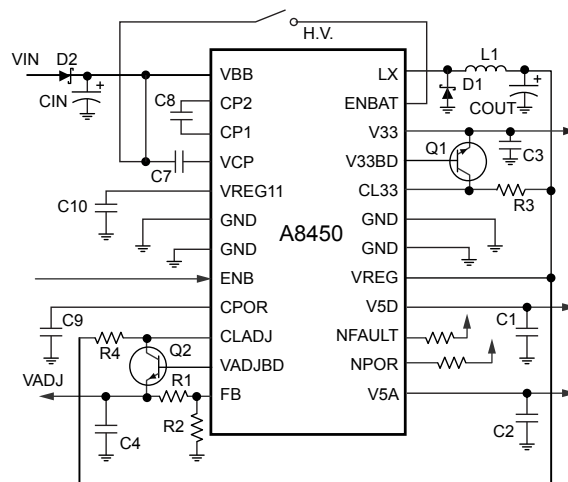 H.V.
VIN
D2
L1
VBB
LX
D1
CIN
+
C8
CP2
ENBAT
COUT
+
CP1
V33
Q1
C3
VCP
V33BD
C7
VREG11
CL33
R3
C10
GND
GND
A8450
GND
GND
ENB
VREG
CPOR
V5D
C9
C1
CLADJ
NFAULT
R4
Q2
VADJBD
NPOR
VADJ
R1
FB
V5A
R2
C4
C2